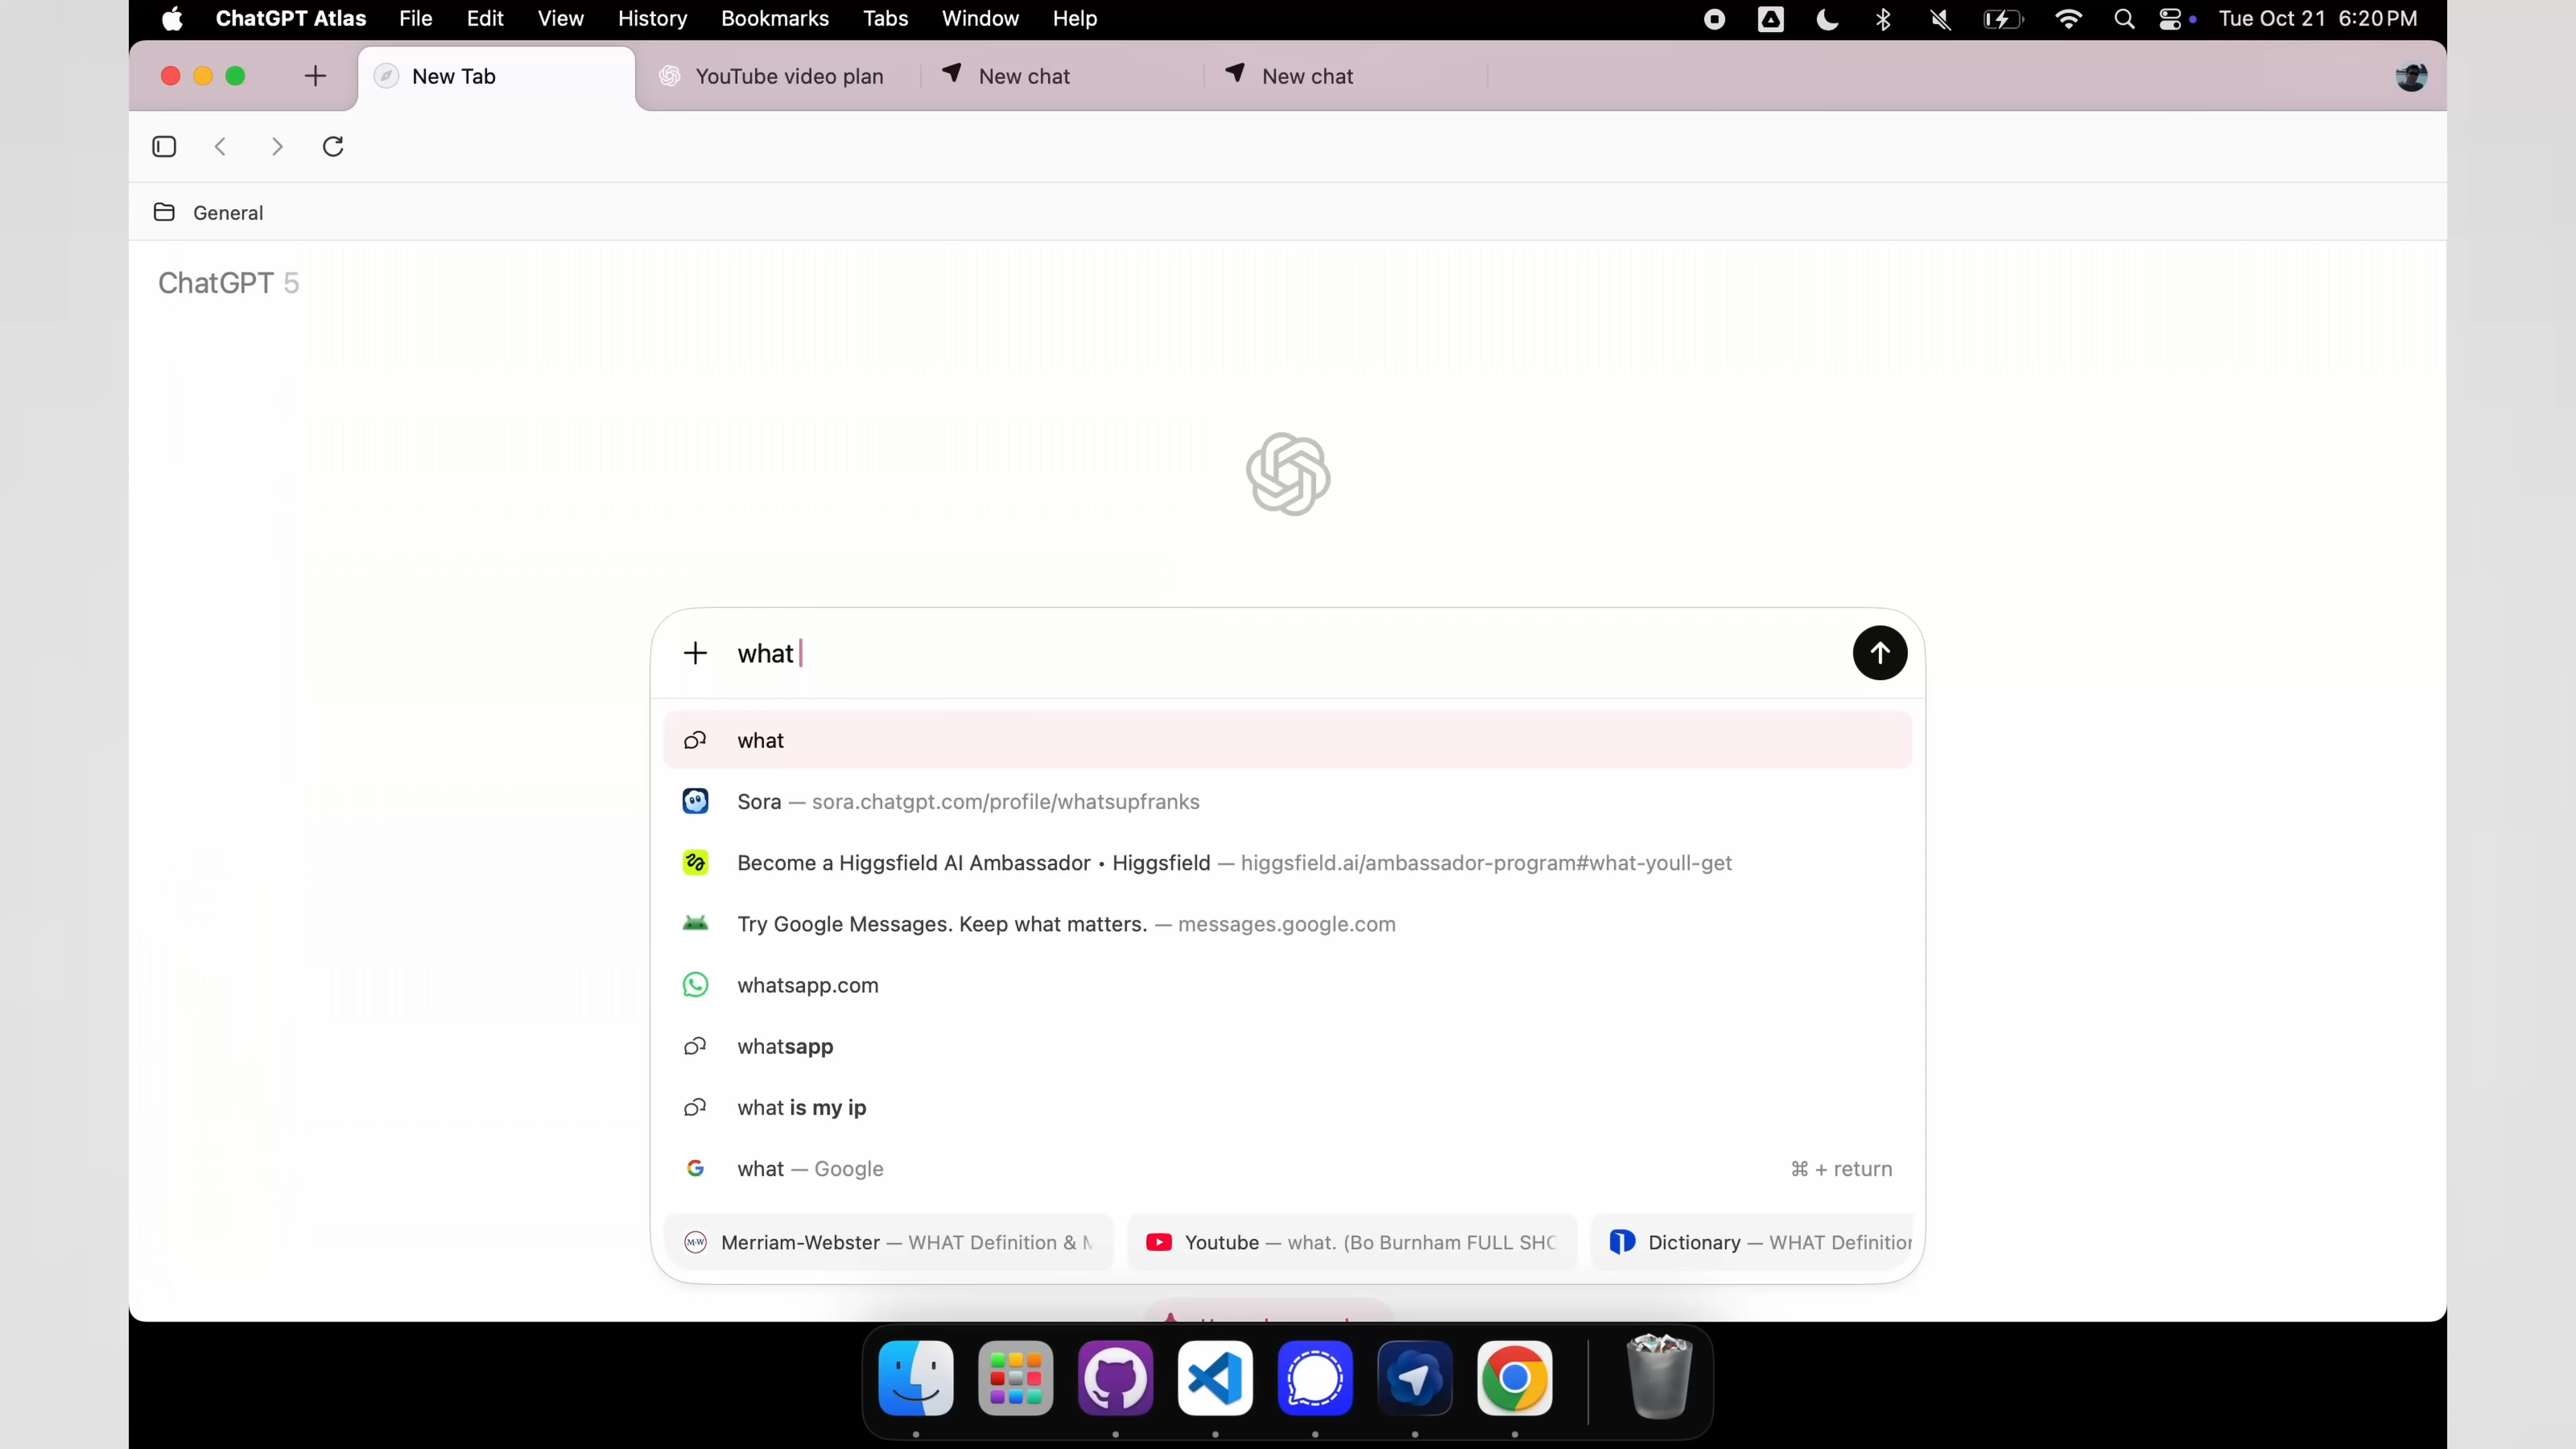 ChatGPT Atlas File Edit View History Bookmarks Tabs Window Help Tue Oct 21 6:20 PM
New Tab YouTube video plan New chat New chat
General
ChatGPT 5
what
what
Sora — sora.chatgpt.com/profile/whatsupfranks
Become a Higgsfield AI Ambassador • Higgsfield — higgsfield.ai/ambassador-program#what-youll-get
Try Google Messages. Keep what matters. — messages.google.com
whatsapp.com
whatsapp
what is my ip
what — Google ⌘ + return
M-W Merriam-Webster — WHAT Definition & Youtube — what. (Bo Burnham FULL Dictionary — WHAT